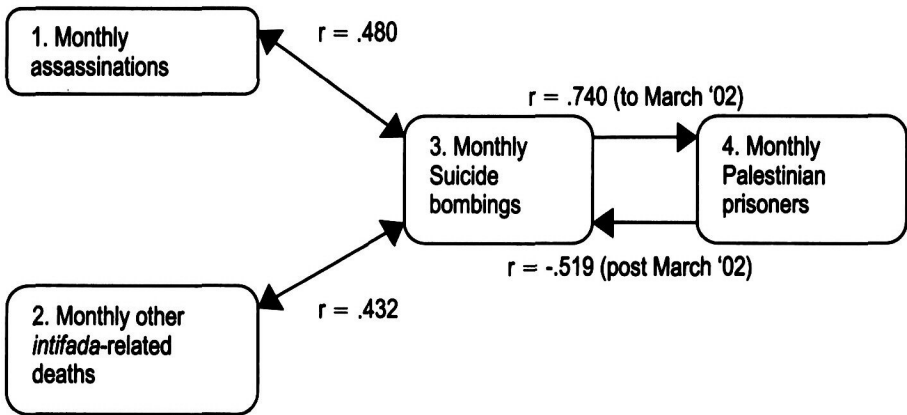 1. Monthly
assassinations
r = .480
r = .740 (to March ‘02)
3. Monthly
Suicide
bombings
4. Monthly
Palestinian
prisoners
r = -.519 (post March ‘02)
r = .432
2. Monthly other
intifada-related
deaths